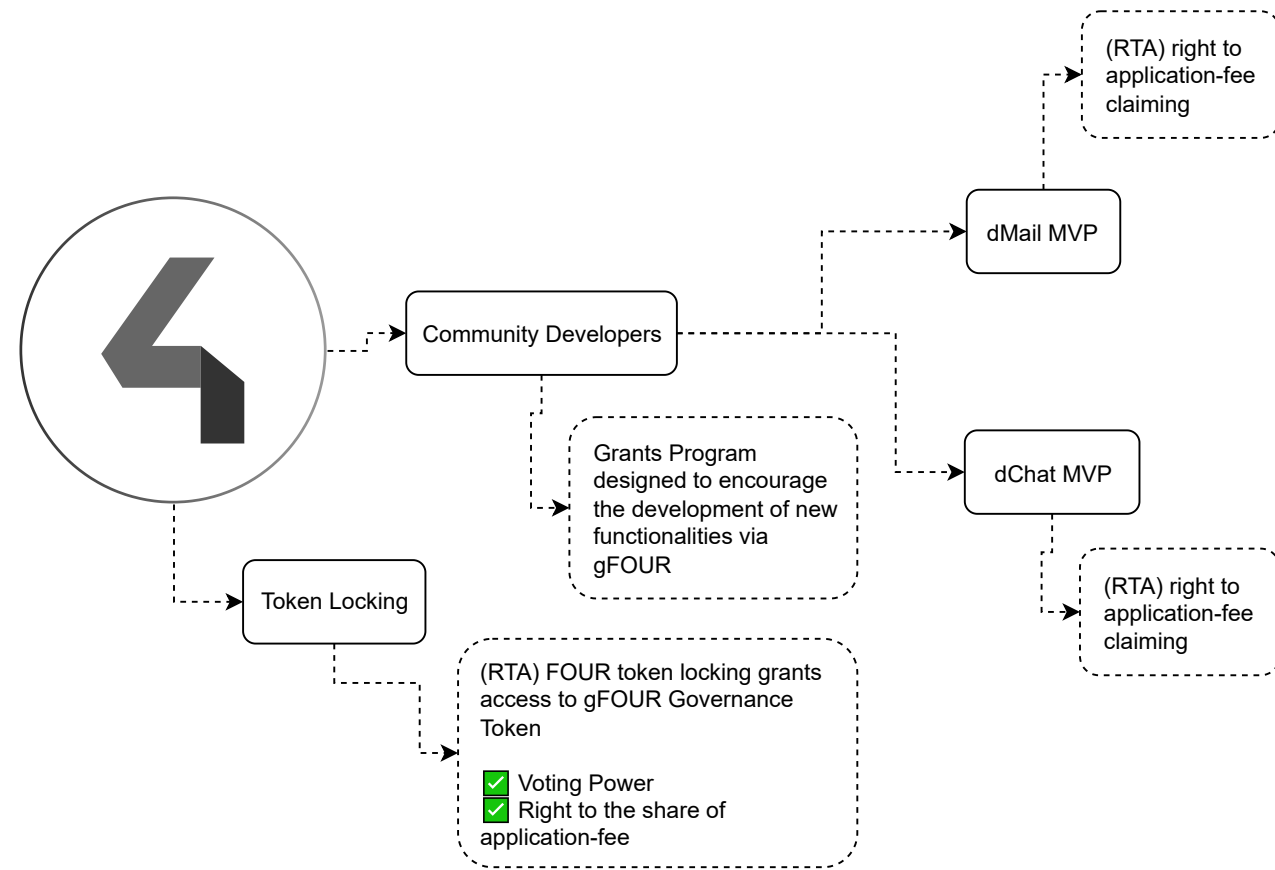 (RTA) right to
application-fee
claiming
dMail MVP
Community Developers
Grants Program
designed to encourage
the development of new
functionalities via
gFOUR
dChat MVP
(RTA) right to
application-fee
claiming
Token Locking
(RTA) FOUR token locking grants
access to gFOUR Governance
Token
✅ Voting Power
✅ Right to the share of
application-fee